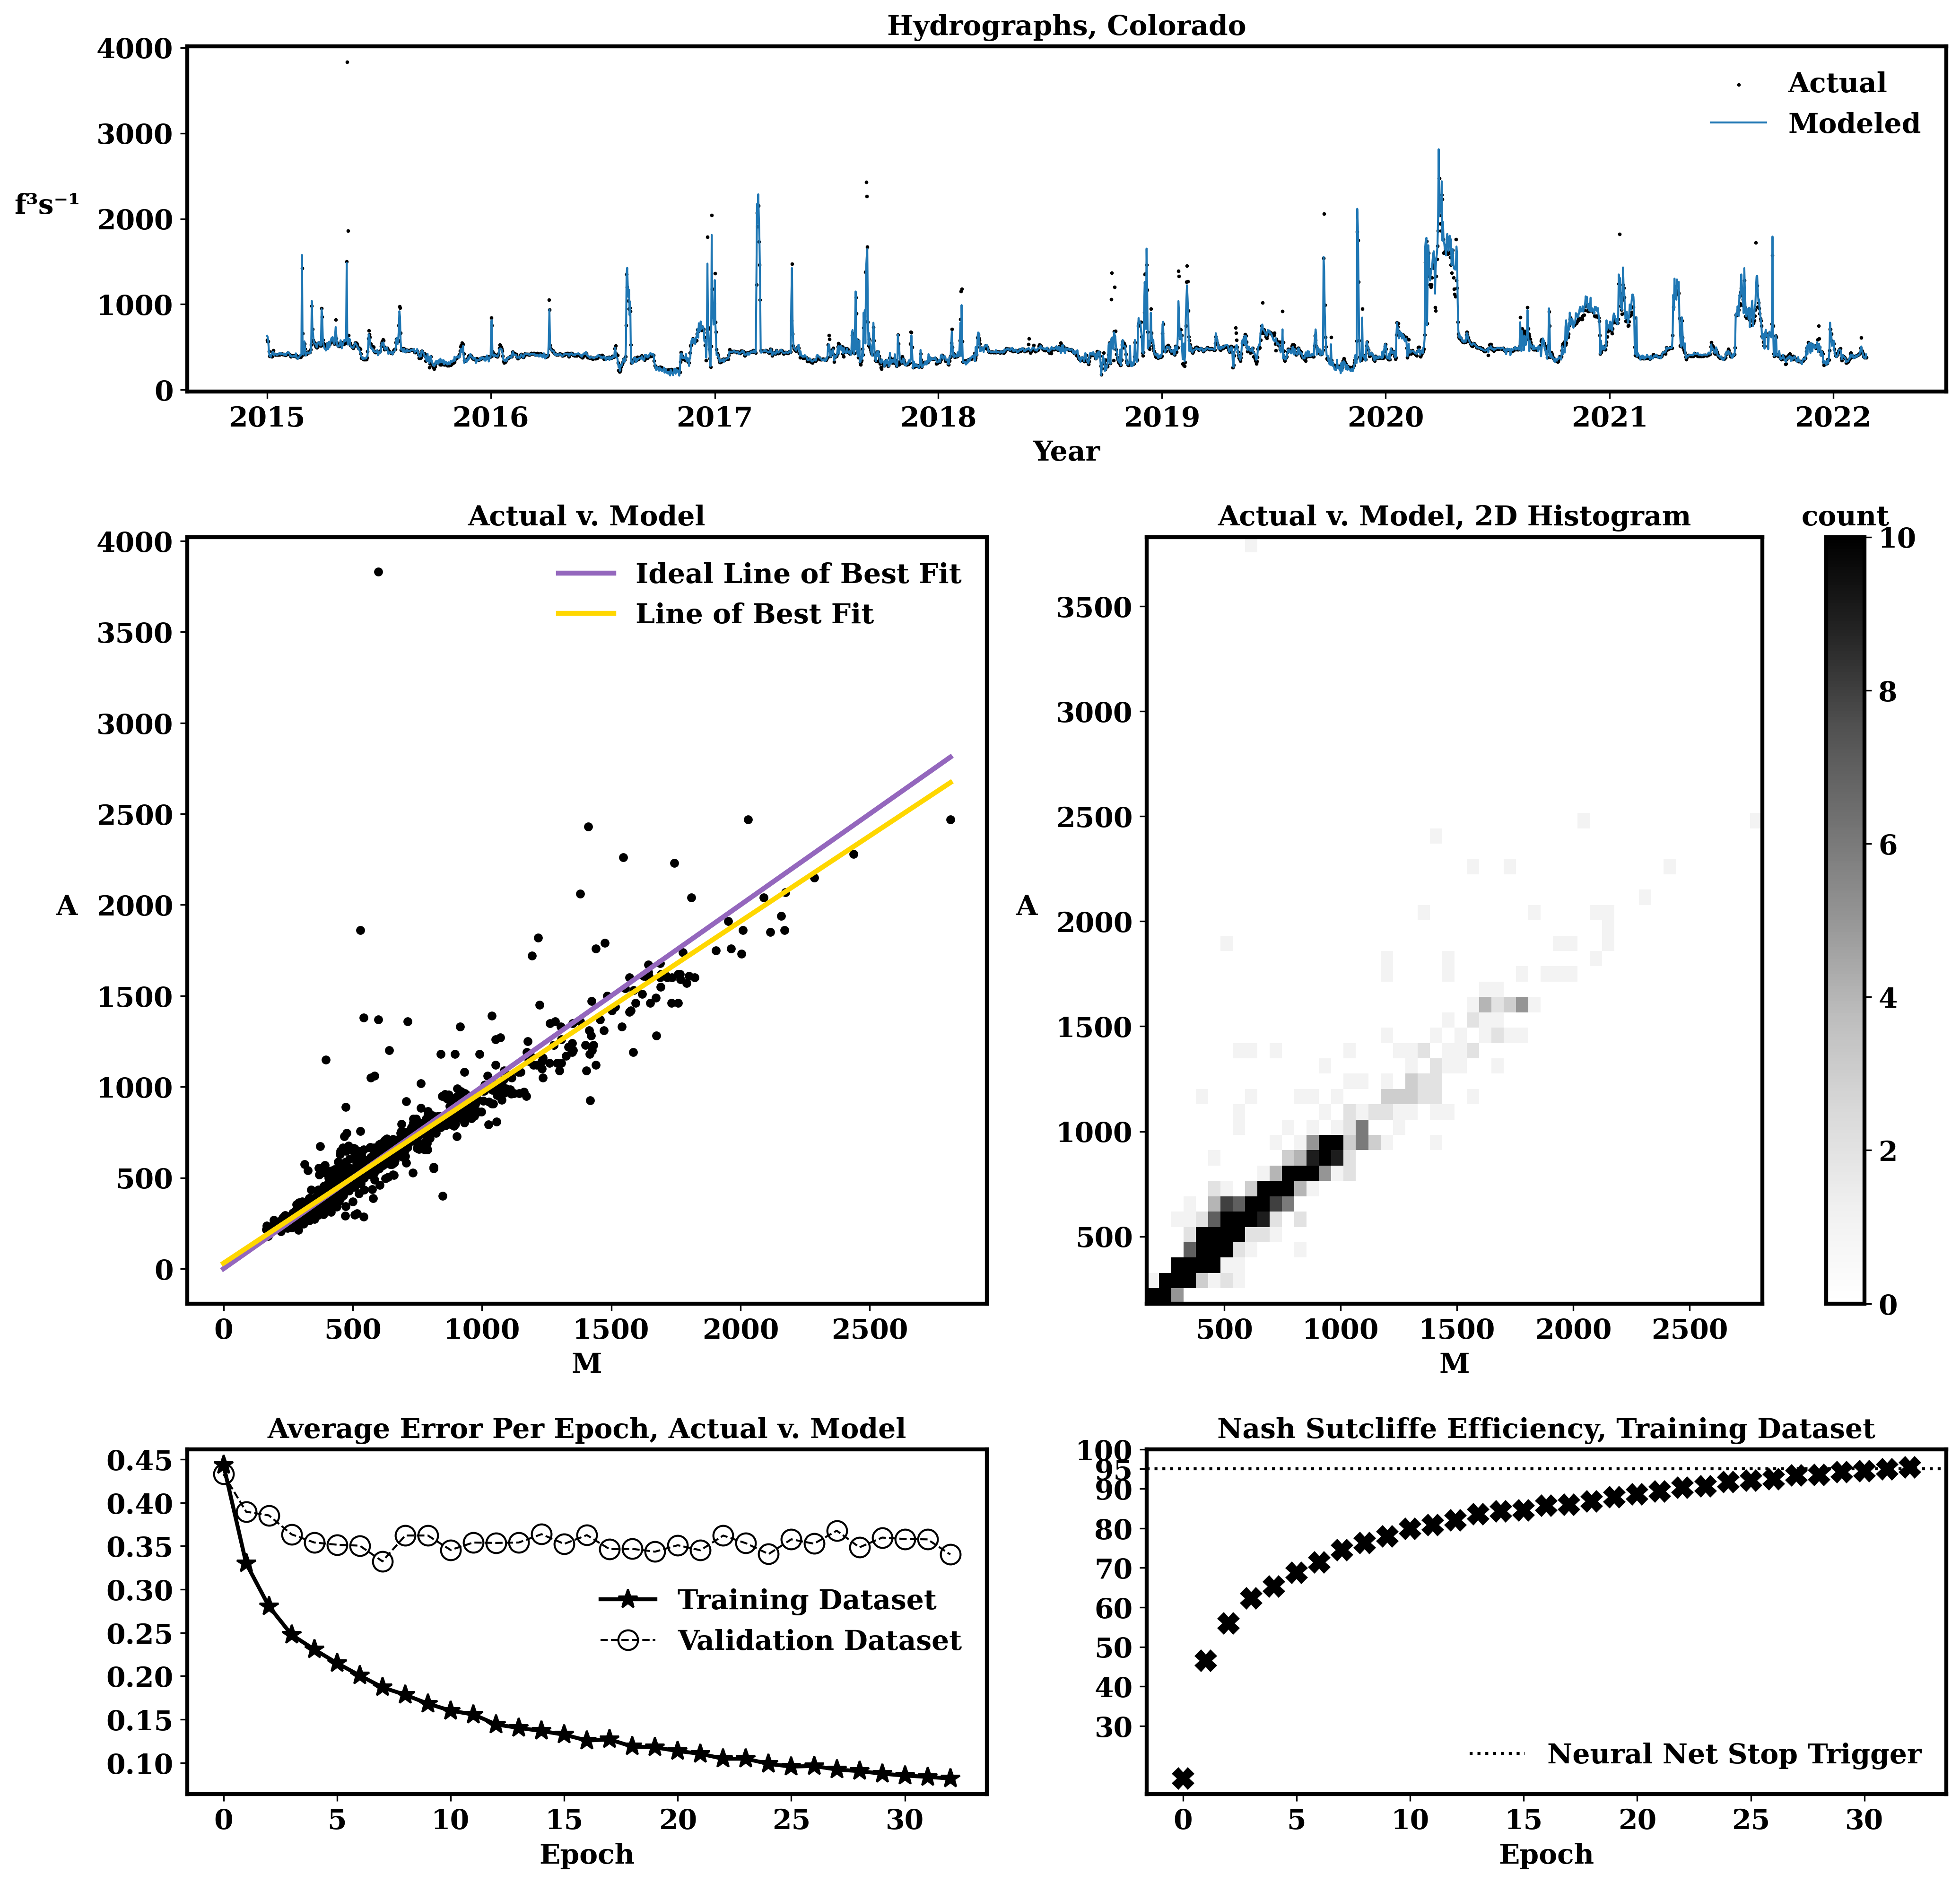 Hydrographs, Colorado
4000
3000
2000
1000
0
f³s⁻¹
Actual
Modeled
2015 2016 2017 2018 2019 2020 2021 2022
Year
Actual v. Model
4000
3500
3000
2500
2000
1500
1000
500
0
A
Ideal Line of Best Fit
Line of Best Fit
0 500 1000 1500 2000 2500
M
Actual v. Model, 2D Histogram
3500
3000
2500
2000
1500
1000
500
A
500 1000 1500 2000 2500
M
count
10
8
6
4
2
0
Average Error Per Epoch, Actual v. Model
0.45
0.40
0.35
0.30
0.25
0.20
0.15
0.10
Training Dataset
Validation Dataset
0 5 10 15 20 25 30
Epoch
Nash Sutcliffe Efficiency, Training Dataset
100
95
90
80
70
60
50
40
30
Neural Net Stop Trigger
0 5 10 15 20 25 30
Epoch